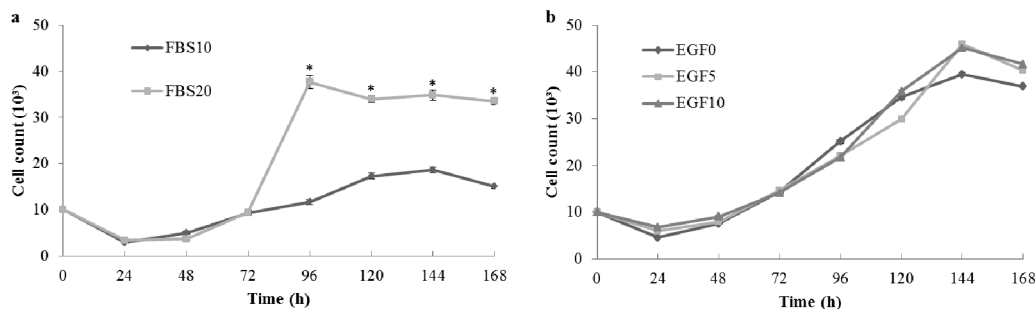 a
50
40
30
20
10
0
Cell count (10³)
FBS10
FBS20
* * * *
0 24 48 72 96 120 144 168
Time (h)
b
50
40
30
20
10
0
Cell count (10³)
EGF0
EGF5
EGF10
0 24 48 72 96 120 144 168
Time (h)